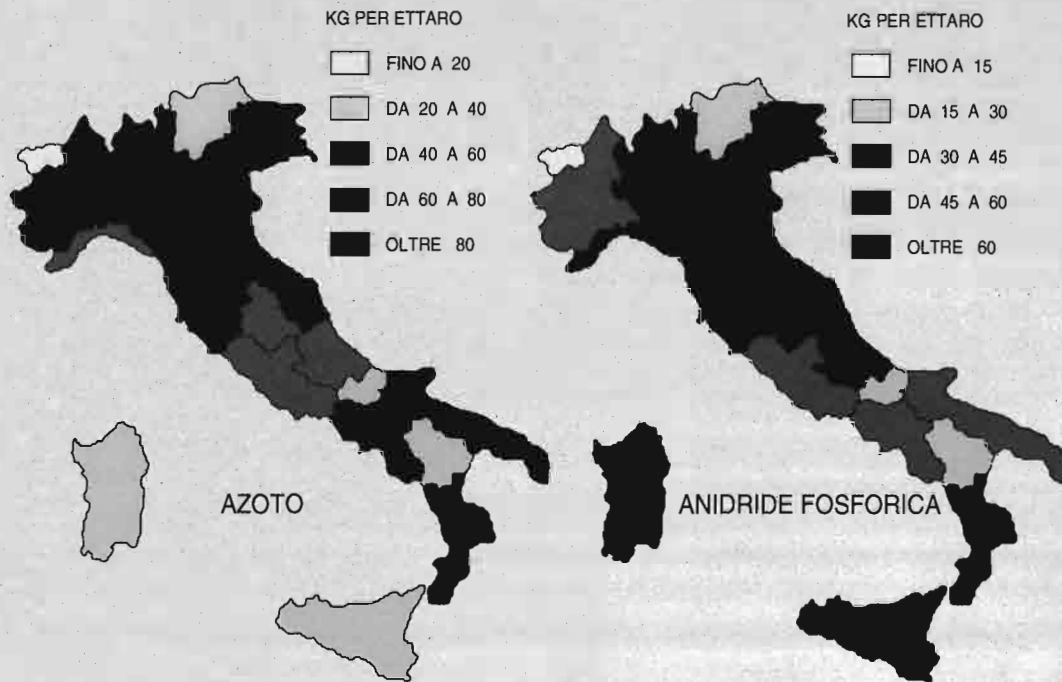 KG PER ETTARO
FINO A 20
DA 20 A 40
DA 40 A 60
DA 60 A 80
OLTRE 80
AZOTO
KG PER ETTARO
FINO A 15
DA 15 A 30
DA 30 A 45
DA 45 A 60
OLTRE 60
ANIDRIDE FOSFORICA